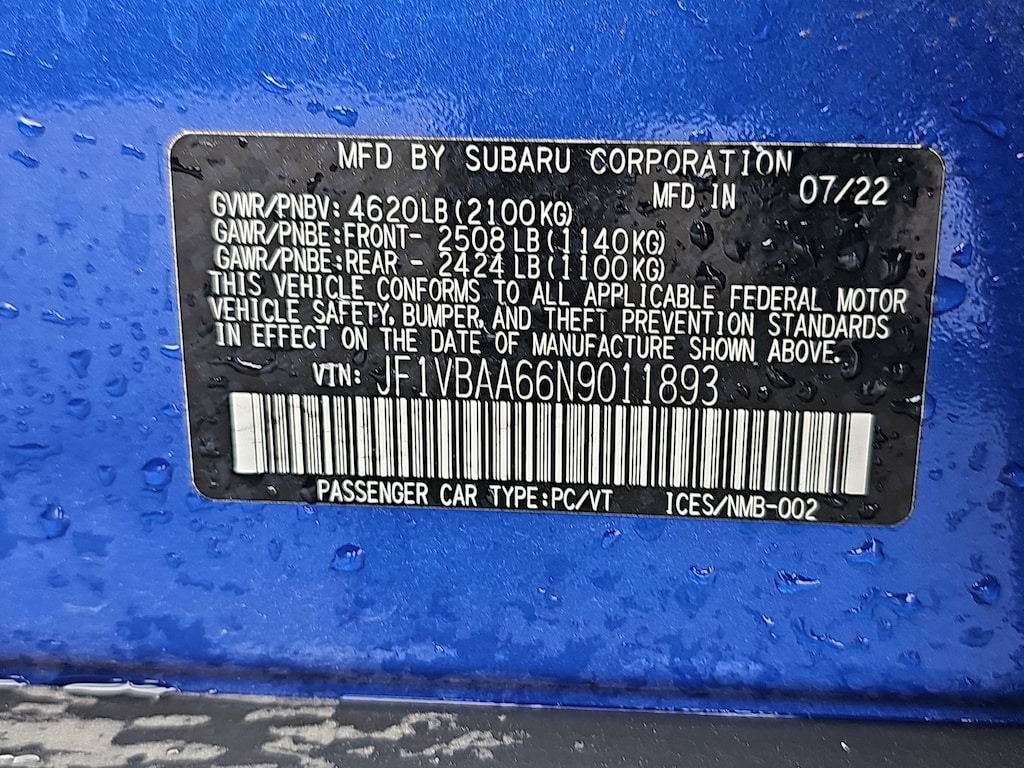 MFD BY SUBARU CORPORATION
MFD IN 07/22
GVWR/PNBV: 4620LB(2100KG)
GAWR/PNBE:FRONT- 2508 LB(1140KG)
GAWR/PNBE:REAR - 2424 LB(1100KG)
THIS VEHICLE CONFORMS TO ALL APPLICABLE FEDERAL MOTOR
VEHICLE SAFETY, BUMPER, AND THEFT PREVENTION STANDARDS
IN EFFECT ON THE DATE OF MANUFACTURE SHOWN ABOVE.
VIN: JF1VBAA66N9011893
PASSENGER CAR TYPE:PC/VT ICES/NMB-002